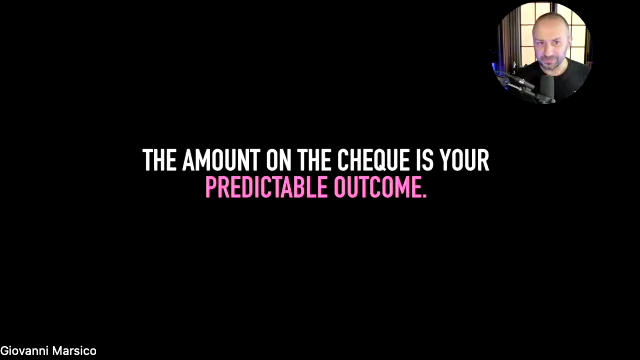 THE AMOUNT ON THE CHEQUE IS YOUR
PREDICTABLE OUTCOME.
Giovanni Marsico